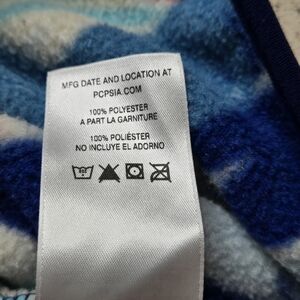 MFG DATE AND LOCATION AT
PCPSIA.COM
100% POLYESTER
A PART LA GARNITURE
100% POLIÉSTER
NO INCLUYE EL ADORNO